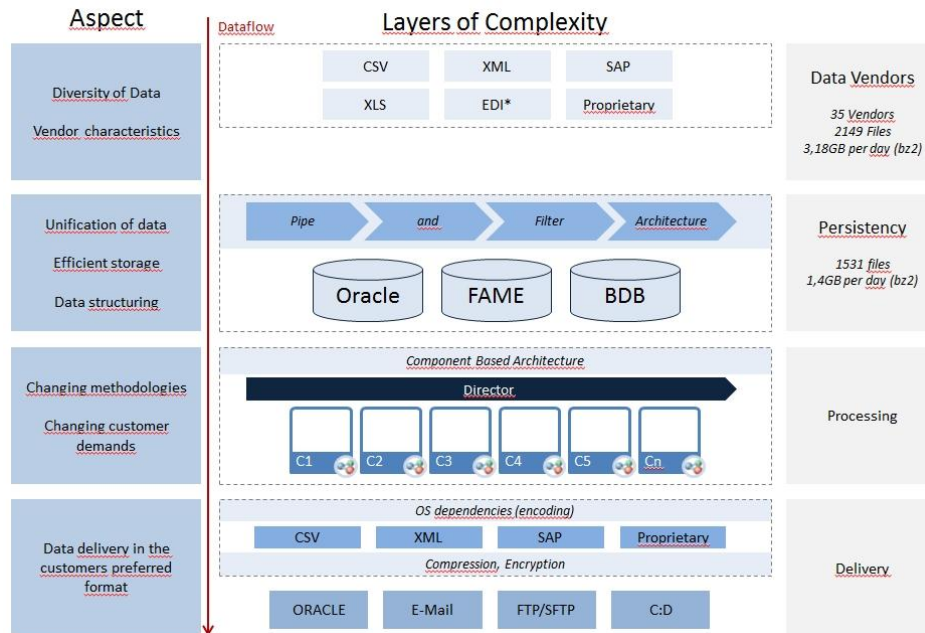 Aspect
Dataflow
Layers of Complexity
Diversity of Data
Vendor characteristics
CSV
XML
SAP
XLS
EDI*
Proprietary
Data Vendors
35 Vendors
2149 Files
3,18GB per day (bz2)
Unification of data
Efficient storage
Data structuring
Pipe
and
Filter
Architecture
Oracle
FAME
BDB
Persistency
1531 files
1,4GB per day (bz2)
Changing methodologies
Changing customer
demands
Component Based Architecture
Director
C1
C2
C3
C4
C5
Cn
Processing
Data delivery in the
customers preferred
format
OS dependencies (encoding)
CSV
XML
SAP
Proprietary
Compression, Encryption
ORACLE
E-Mail
FTP/SFTP
C:D
Delivery